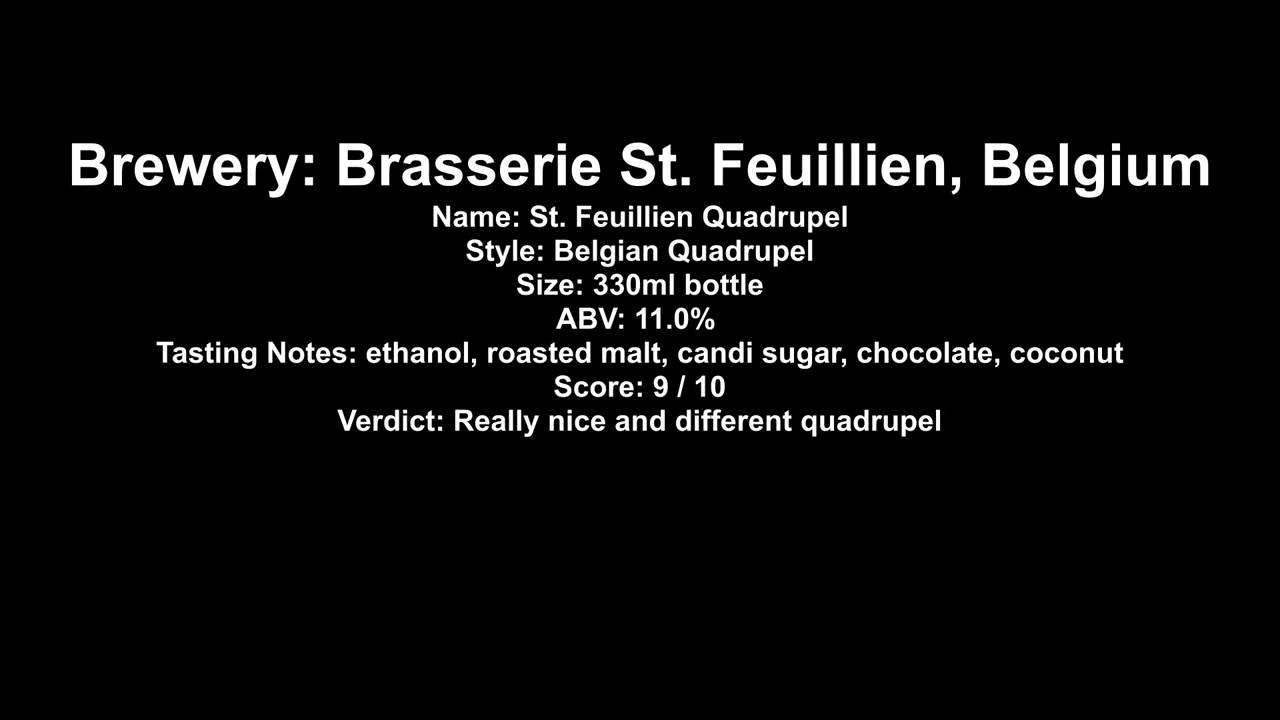 Brewery: Brasserie St. Feuillien, Belgium
Name: St. Feuillien Quadrupel
Style: Belgian Quadrupel
Size: 330ml bottle
ABV: 11.0%
Tasting Notes: ethanol, roasted malt, candi sugar, chocolate, coconut
Score: 9 / 10
Verdict: Really nice and different quadrupel